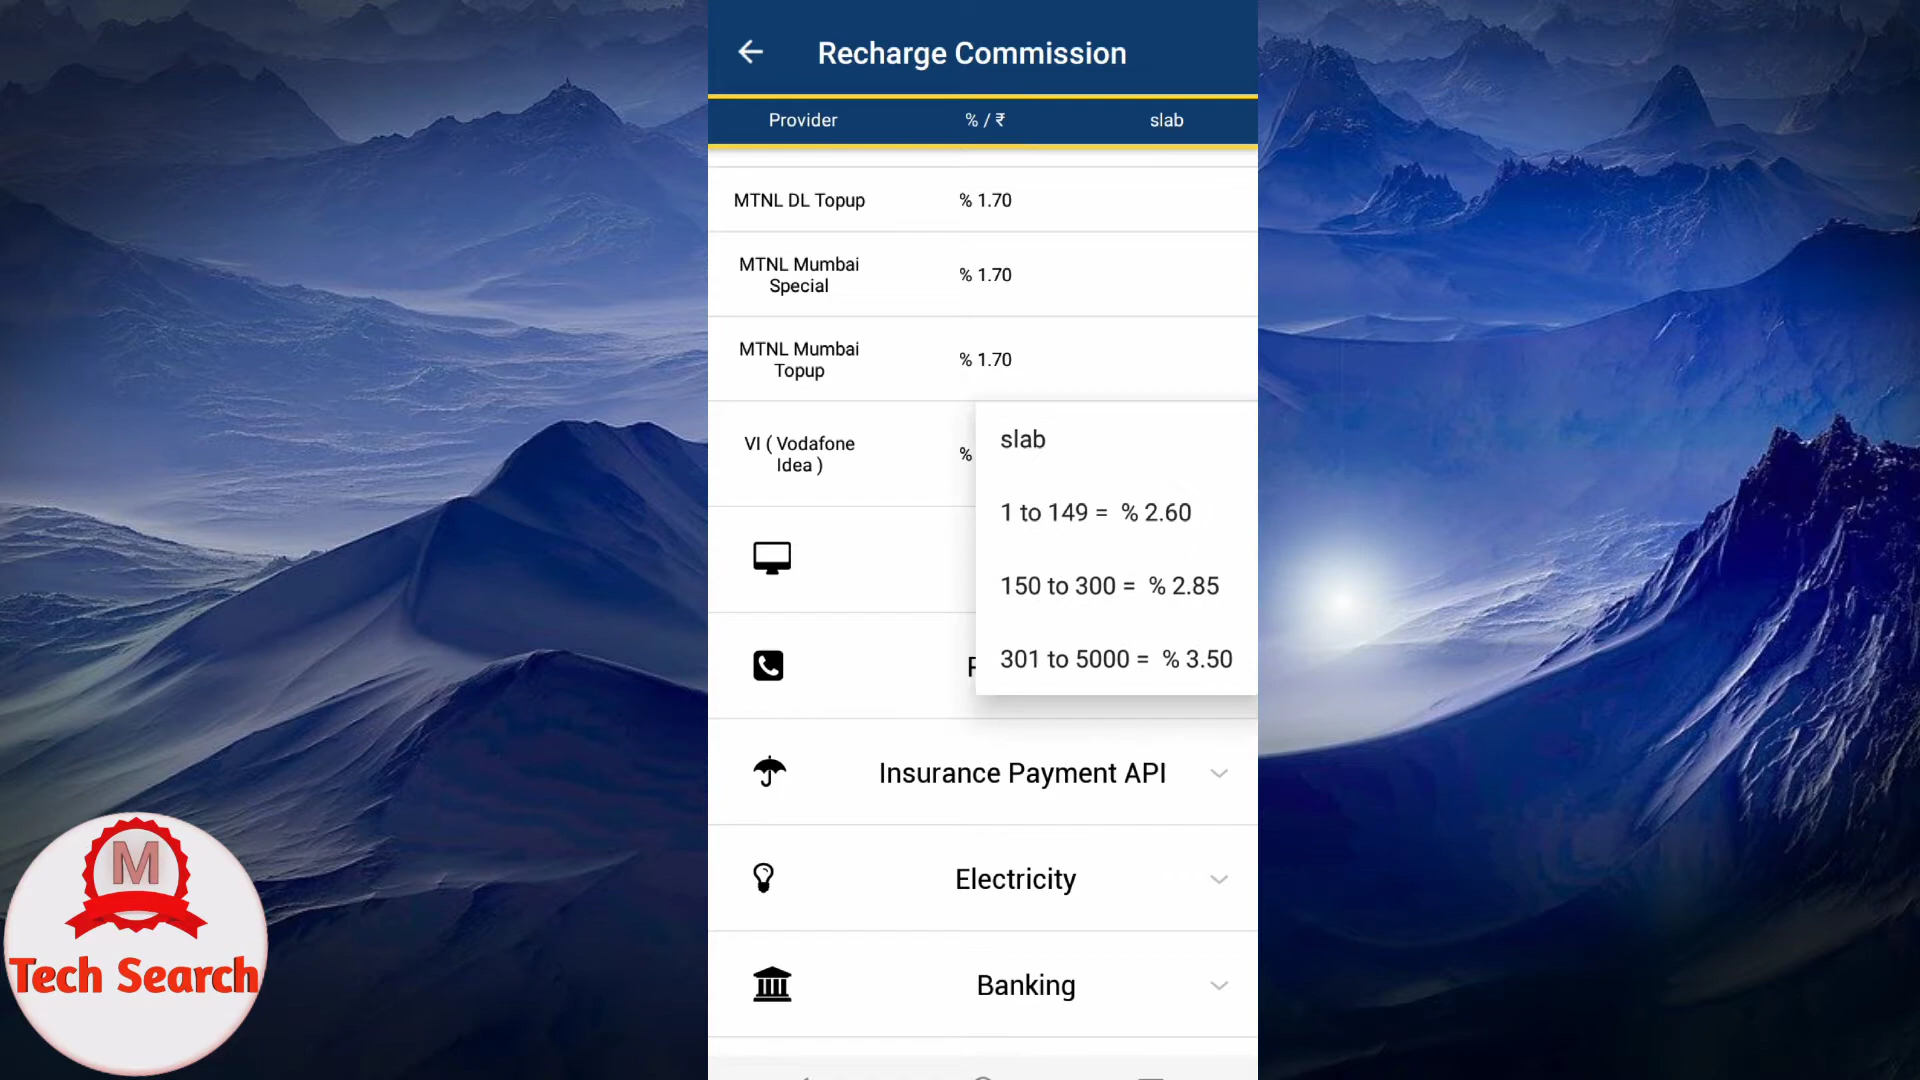 Recharge Commission
Provider % / ₹ slab
MTNL DL Topup % 1.70
MTNL Mumbai
Special
% 1.70
MTNL Mumbai
Topup
% 1.70
VI ( Vodafone
Idea )
%
slab
1 to 149 = % 2.60
150 to 300 = % 2.85
301 to 5000 = % 3.50
Insurance Payment API
Electricity
Banking
M
Tech Search